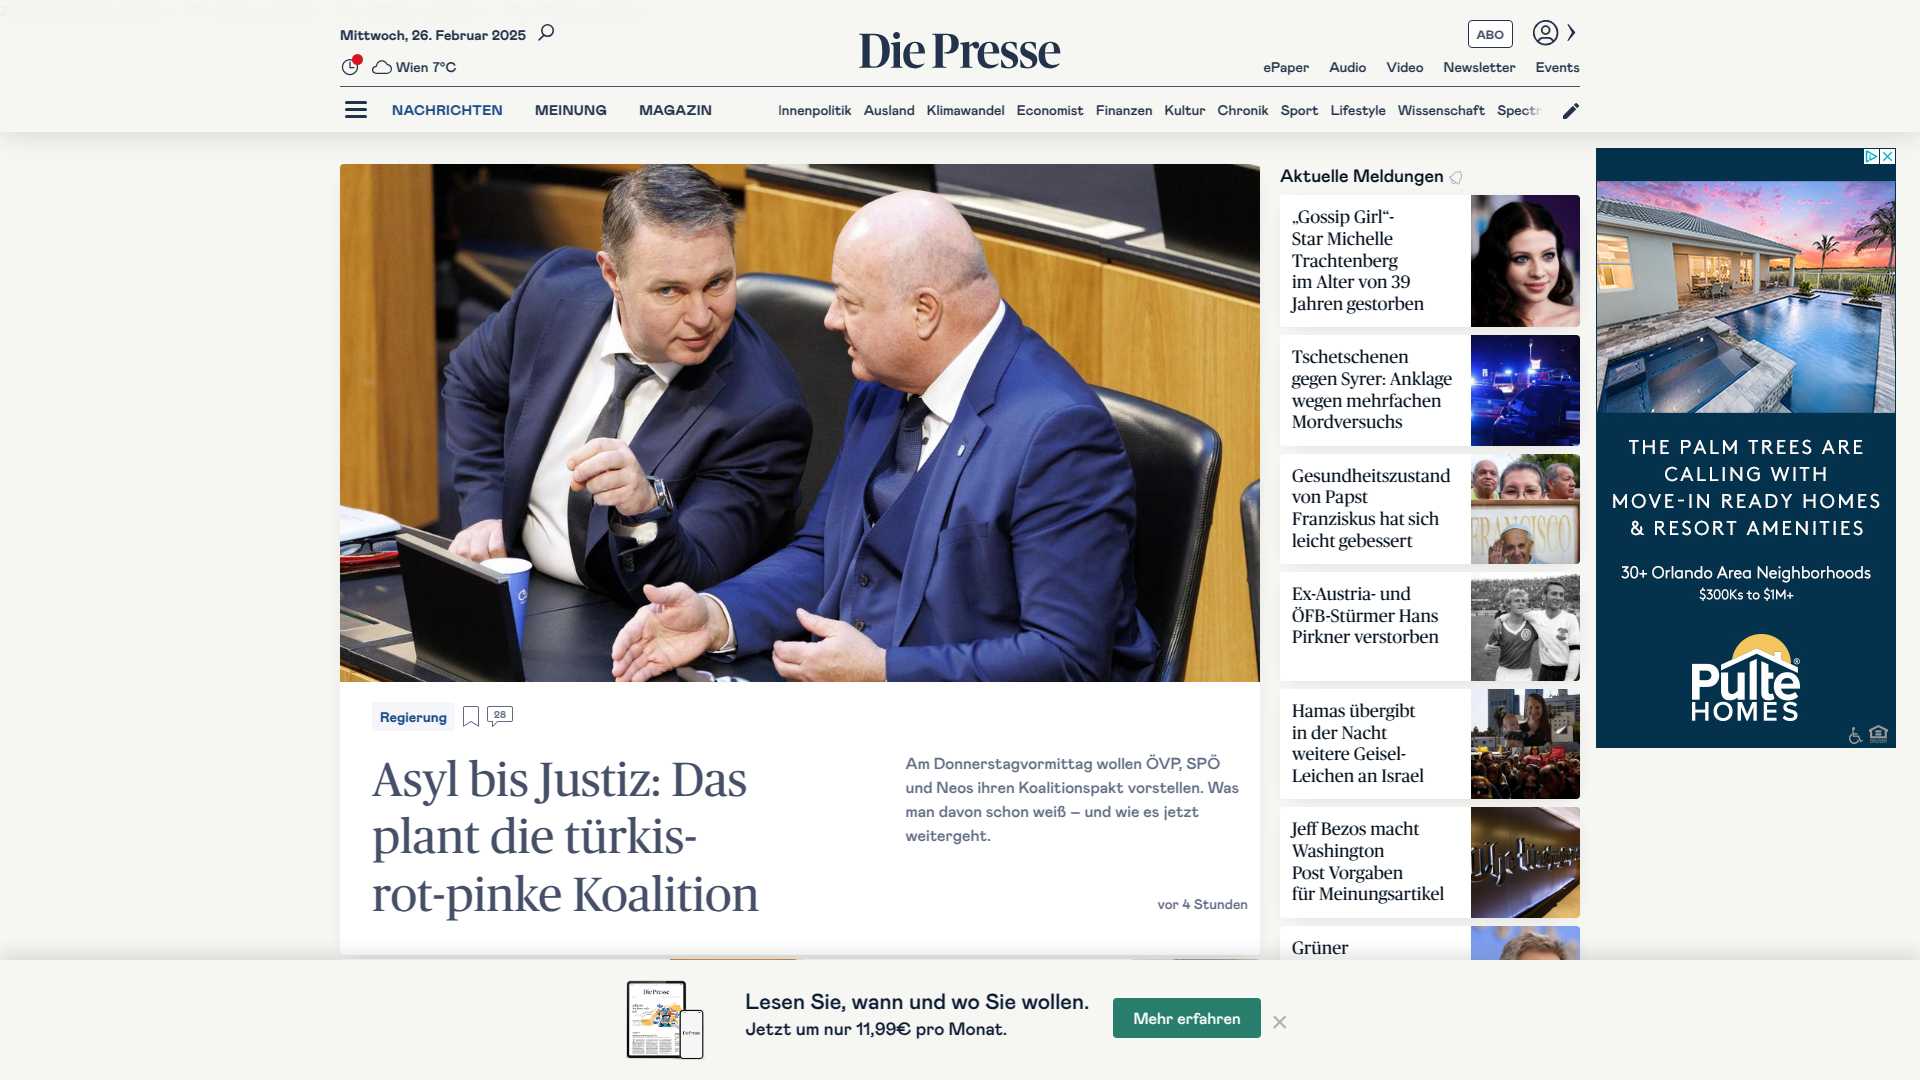 Mittwoch, 26. Februar 2025
Wien 7°C
Die Presse
ABO
ePaper Audio Video Newsletter Events
NACHRICHTEN MEINUNG MAGAZIN
Innenpolitik Ausland Klimawandel Economist Finanzen Kultur Chronik Sport Lifestyle Wissenschaft Spectr
Regierung
28
Asyl bis Justiz: Das
plant die türkis-
rot-pinke Koalition
Am Donnerstagvormittag wollen ÖVP, SPÖ
und Neos ihren Koalitionspakt vorstellen. Was
man davon schon weiß – und wie es jetzt
weitergeht.
vor 4 Stunden
Aktuelle Meldungen
„Gossip Girl“-
Star Michelle
Trachtenberg
im Alter von 39
Jahren gestorben
Tschetschenen
gegen Syrer: Anklage
wegen mehrfachen
Mordversuchs
Gesundheitszustand
von Papst
Franziskus hat sich
leicht gebessert
FRANCISCO
Ex-Austria- und
ÖFB-Stürmer Hans
Pirkner verstorben
Hamas übergibt
in der Nacht
weitere Geisel-
Leichen an Israel
Jeff Bezos macht
Washington
Post Vorgaben
für Meinungsartikel
Grüner
THE PALM TREES ARE
CALLING WITH
MOVE-IN READY HOMES
& RESORT AMENITIES
30+ Orlando Area Neighborhoods
$300Ks to $1M+
Pulte®
HOMES
Die Presse
Die Presse
Lesen Sie, wann und wo Sie wollen.
Jetzt um nur 11,99€ pro Monat.
Mehr erfahren